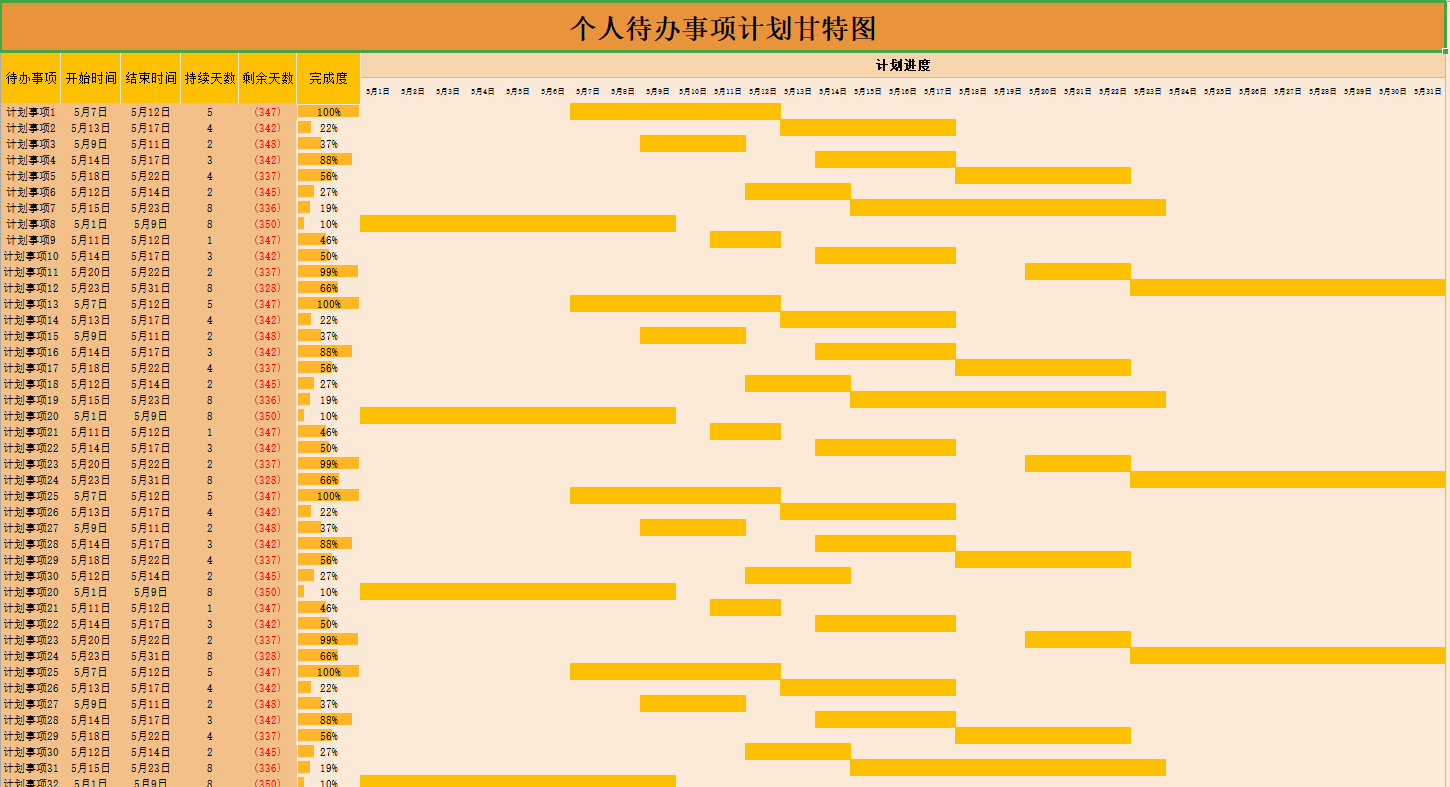 个人待办事项计划甘特图
待办事项 开始时间 结束时间 持续天数 剩余天数 完成度 计划进度
5月1日 5月2日 5月3日 5月4日 5月5日 5月6日 5月7日 5月8日 5月9日 5月10日 5月11日 5月12日 5月13日 5月14日 5月15日 5月16日 5月17日 5月18日 5月19日 5月20日 5月21日 5月22日 5月23日 5月24日 5月25日 5月26日 5月27日 5月28日 5月29日 5月30日 5月31日
计划事项1 5月7日 5月12日 5 (347) 100%
计划事项2 5月13日 5月17日 4 (342) 22%
计划事项3 5月9日 5月11日 2 (348) 37%
计划事项4 5月14日 5月17日 3 (342) 88%
计划事项5 5月18日 5月22日 4 (337) 56%
计划事项6 5月12日 5月14日 2 (345) 27%
计划事项7 5月15日 5月23日 8 (336) 19%
计划事项8 5月1日 5月9日 8 (350) 10%
计划事项9 5月11日 5月12日 1 (347) 46%
计划事项10 5月14日 5月17日 3 (342) 50%
计划事项11 5月20日 5月22日 2 (337) 99%
计划事项12 5月23日 5月31日 8 (328) 66%
计划事项13 5月7日 5月12日 5 (347) 100%
计划事项14 5月13日 5月17日 4 (342) 22%
计划事项15 5月9日 5月11日 2 (348) 37%
计划事项16 5月14日 5月17日 3 (342) 88%
计划事项17 5月18日 5月22日 4 (337) 56%
计划事项18 5月12日 5月14日 2 (345) 27%
计划事项19 5月15日 5月23日 8 (336) 19%
计划事项20 5月1日 5月9日 8 (350) 10%
计划事项21 5月11日 5月12日 1 (347) 46%
计划事项22 5月14日 5月17日 3 (342) 50%
计划事项23 5月20日 5月22日 2 (337) 99%
计划事项24 5月23日 5月31日 8 (328) 66%
计划事项25 5月7日 5月12日 5 (347) 100%
计划事项26 5月13日 5月17日 4 (342) 22%
计划事项27 5月9日 5月11日 2 (348) 37%
计划事项28 5月14日 5月17日 3 (342) 88%
计划事项29 5月18日 5月22日 4 (337) 56%
计划事项30 5月12日 5月14日 2 (345) 27%
计划事项20 5月1日 5月9日 8 (350) 10%
计划事项21 5月11日 5月12日 1 (347) 46%
计划事项22 5月14日 5月17日 3 (342) 50%
计划事项23 5月20日 5月22日 2 (337) 99%
计划事项24 5月23日 5月31日 8 (328) 66%
计划事项25 5月7日 5月12日 5 (347) 100%
计划事项26 5月13日 5月17日 4 (342) 22%
计划事项27 5月9日 5月11日 2 (348) 37%
计划事项28 5月14日 5月17日 3 (342) 88%
计划事项29 5月18日 5月22日 4 (337) 56%
计划事项30 5月12日 5月14日 2 (345) 27%
计划事项31 5月15日 5月23日 8 (336) 19%
计划事项32 5月1日 5月9日 8 (350) 10%